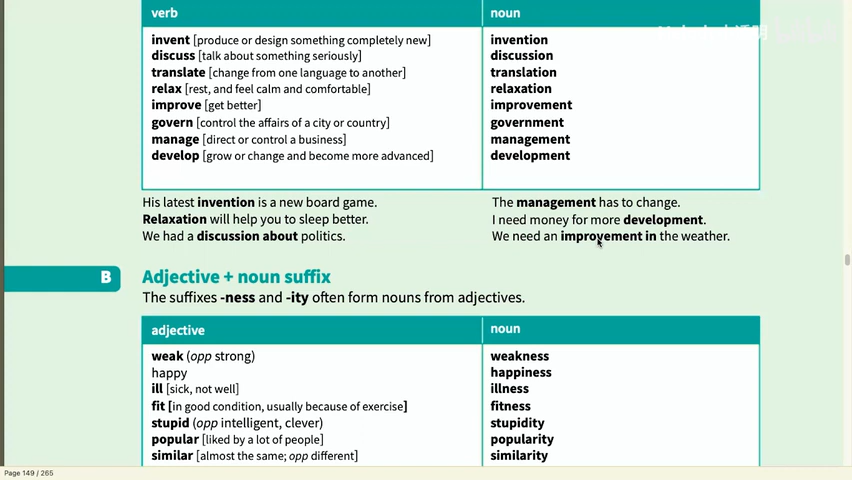 verb noun
invent [produce or design something completely new] invention
discuss [talk about something seriously] discussion
translate [change from one language to another] translation
relax [rest, and feel calm and comfortable] relaxation
improve [get better] improvement
govern [control the affairs of a city or country] government
manage [direct or control a business] management
develop [grow or change and become more advanced] development
His latest invention is a new board game. The management has to change.
Relaxation will help you to sleep better. I need money for more development.
We had a discussion about politics. We need an improvement in the weather.
B Adjective + noun suffix
The suffixes -ness and -ity often form nouns from adjectives.
adjective noun
weak (opp strong) weakness
happy happiness
ill [sick, not well] illness
fit [in good condition, usually because of exercise] fitness
stupid (opp intelligent, clever) stupidity
popular [liked by a lot of people] popularity
similar [almost the same; opp different] similarity
Page 149 / 265